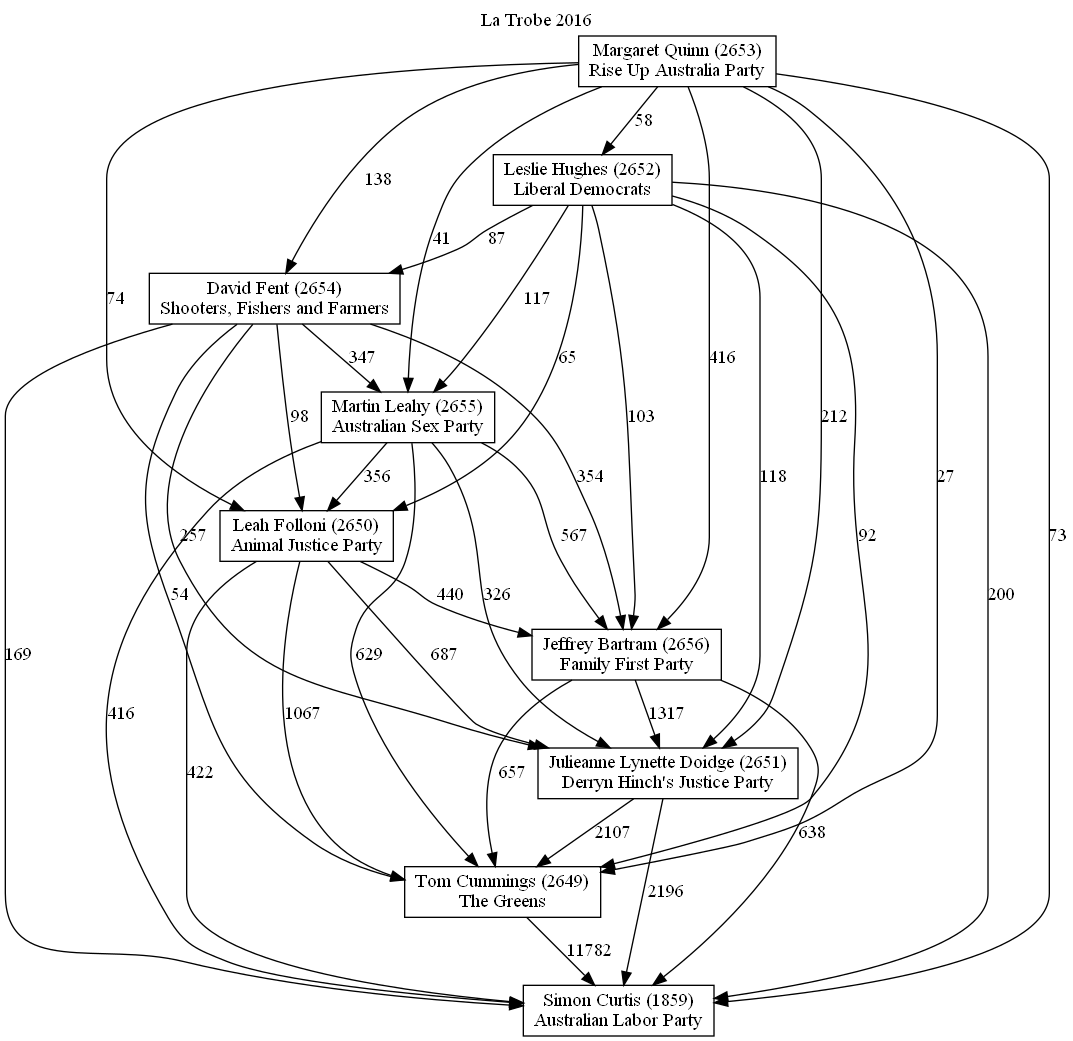 La Trobe 2016
Margaret Quinn (2653)
Rise Up Australia Party
58
Leslie Hughes (2652)
Liberal Democrats
138
41
87
David Fent (2654)
Shooters, Fishers and Farmers
74
117
347
65
416
Martin Leahy (2655)
Australian Sex Party
98
103
212
354
356
118
27
Leah Folloni (2650)
Animal Justice Party
257
567
92
73
54
440
326
200
Jeffrey Bartram (2656)
Family First Party
169
629
687
416
1067
1317
Julieanne Lynette Doidge (2651)
Derryn Hinch's Justice Party
422
657
2107
638
Tom Cummings (2649)
The Greens
2196
11782
Simon Curtis (1859)
Australian Labor Party